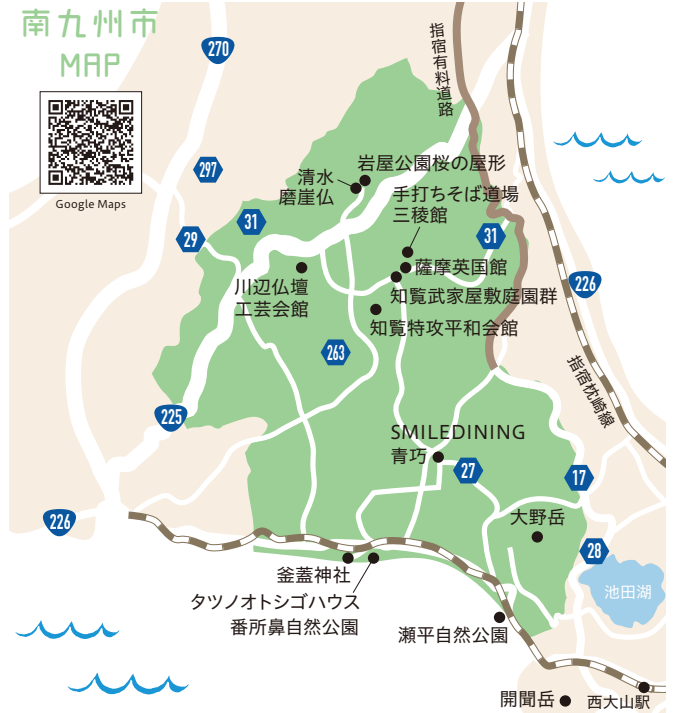 南九州市
MAP
Google Maps
270
指宿有料道路
297
岩屋公園桜の屋形
清水
磨崖仏
手打ちそば道場
三稜館
31
29
31
薩摩英国館
226
川辺仏壇
工芸会館
知覧武家屋敷庭園群
知覧特攻平和会館
263
指宿枕崎線
225
SMILEDINING
青巧
27
17
226
大野岳
28
釜蓋神社
池田湖
タツノオトシゴハウス
番所鼻自然公園
瀬平自然公園
開聞岳
西大山駅